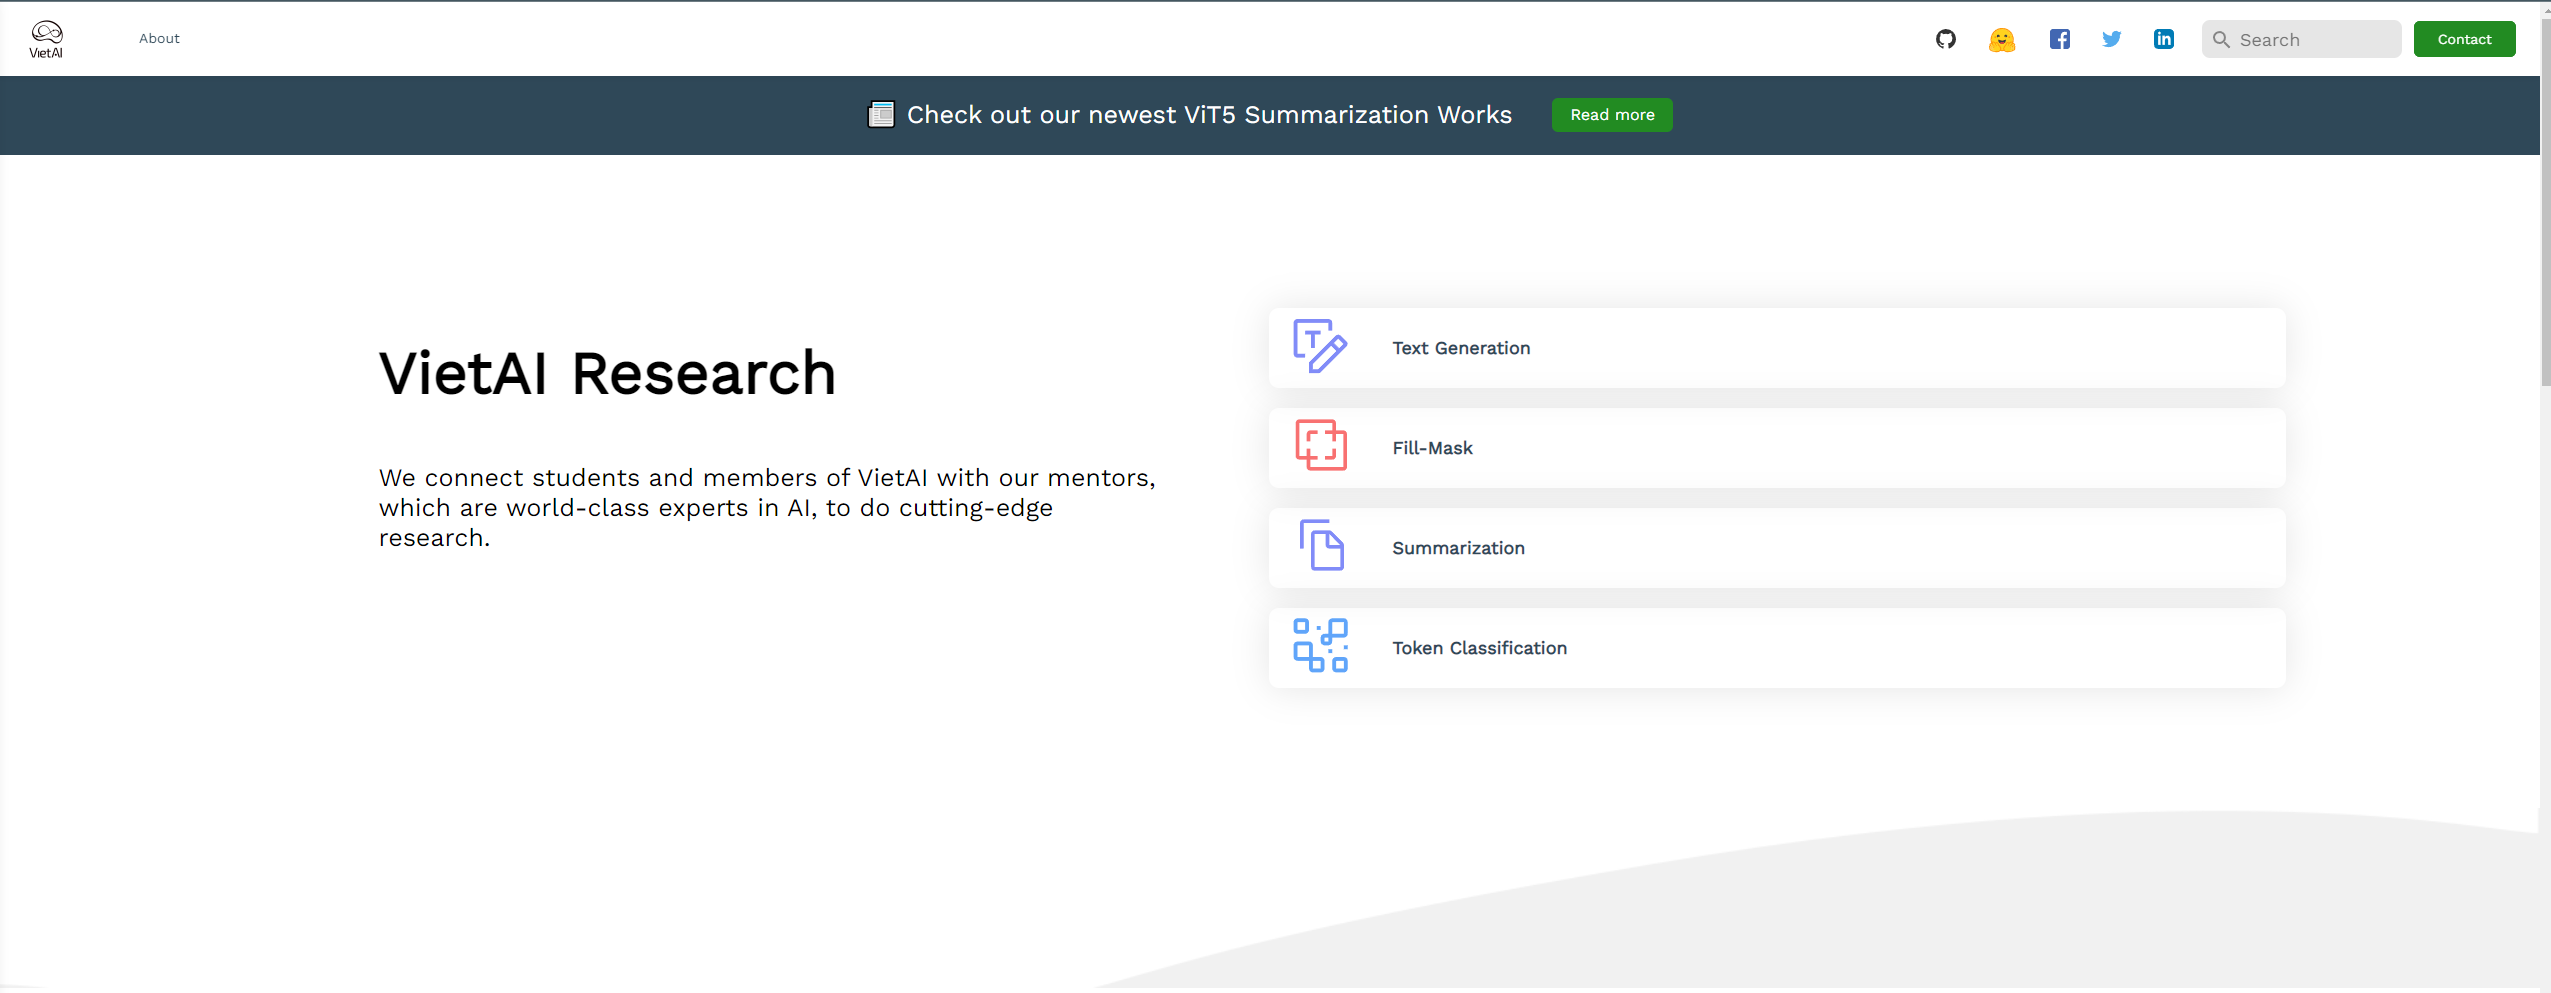 VietAI
About
Search
Contact
Check out our newest ViT5 Summarization Works
Read more
VietAI Research
We connect students and members of VietAI with our mentors,
which are world-class experts in AI, to do cutting-edge
research.
Text Generation
Fill-Mask
Summarization
Token Classification